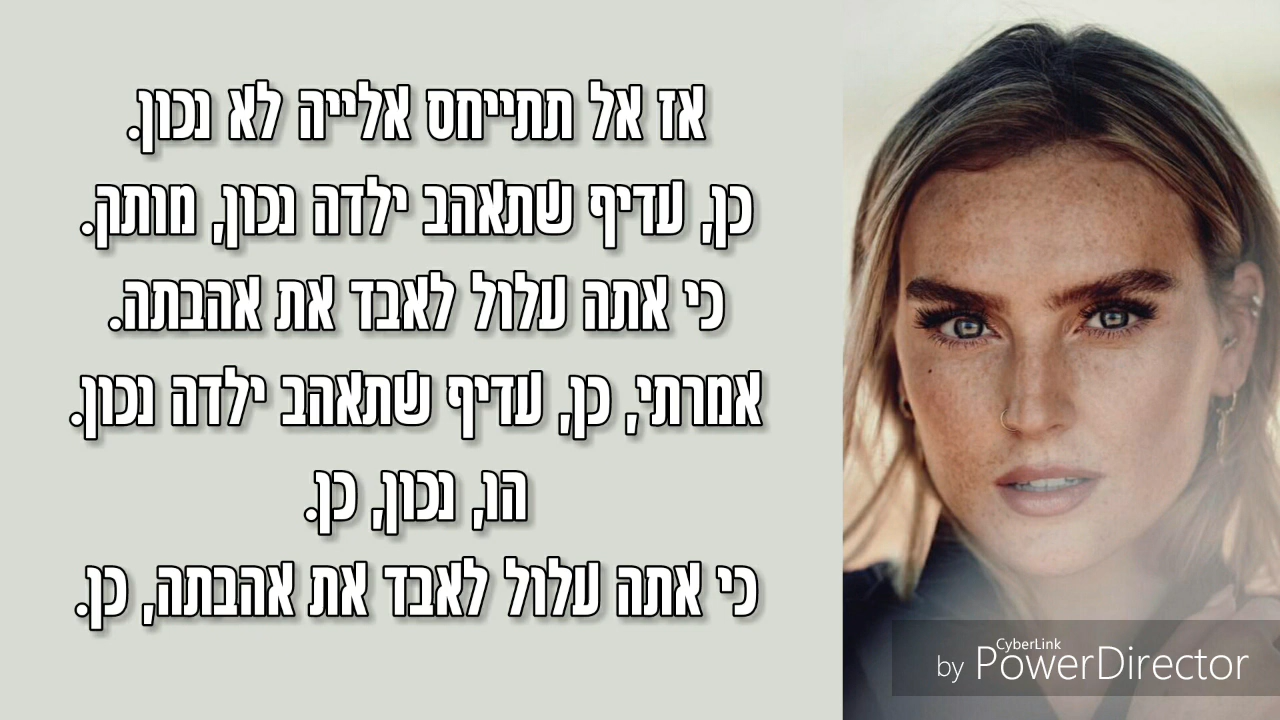 אז אל תתייחס אלייה לא נכון.
כן, עדיף שתאהב ילדה נכון, מותק.
כי אתה עלול לאבד את אהבתה.
אמרתי, כן, עדיף שתאהב ילדה נכון.
הו, נכון, כן.
כי אתה עלול לאבד את אהבתה, כן.
CyberLink
by PowerDirector